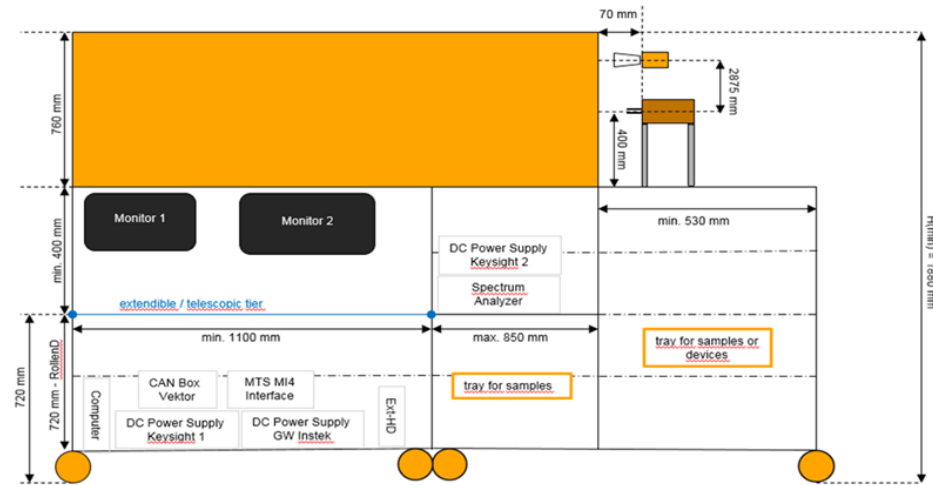 70 mm
2875 mm
760 mm
400 mm
Monitor 1
Monitor 2
min. 530 mm
H(min) = 1880 mm
min. 400 mm
DC Power Supply
Keysight 2
Spectrum
Analyzer
extendible / telescopic tier
min. 1100 mm
max. 850 mm
tray for samples or
devices
720 mm
720 mm - RollenD
Computer
CAN Box
Vektor
MTS MI4
Interface
Ext-HD
tray for samples
DC Power Supply
Keysight 1
DC Power Supply
GW Instek